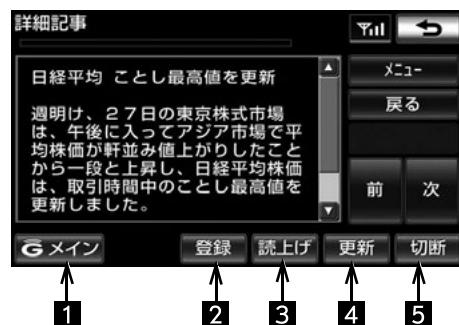 詳細記事
メニュー
日経平均 ことし最高値を更新
戻る
週明け、27日の東京株式市場
は、午後に入ってアジア市場で平
均株価が軒並み値上がりしたこと
から一段と上昇し、日経平均株価
は、取引時間中のことし最高値を
更新しました。
前 次
G メイン 登録 読上げ 更新 切断
1 2 3 4 5